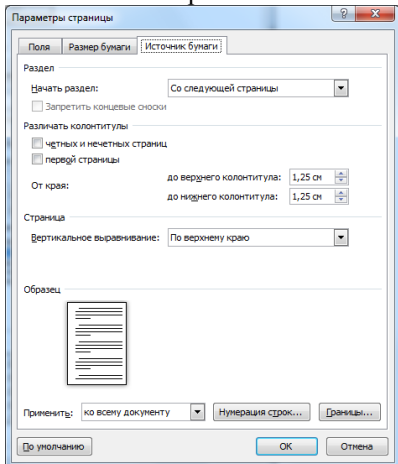 Параметры страницы
Поля Размер бумаги Источник бумаги
Раздел
Начать раздел: Со следующей страницы
Запретить концевые сноски
Различать колонтитулы
четных и нечетных страниц
первой страницы
От края:
до верхнего колонтитула: 1,25 см
до нижнего колонтитула: 1,25 см
Страница
Вертикальное выравнивание: По верхнему краю
Образец
Применить: ко всему документу Нумерация строк... Границы...
По умолчанию ОК Отмена